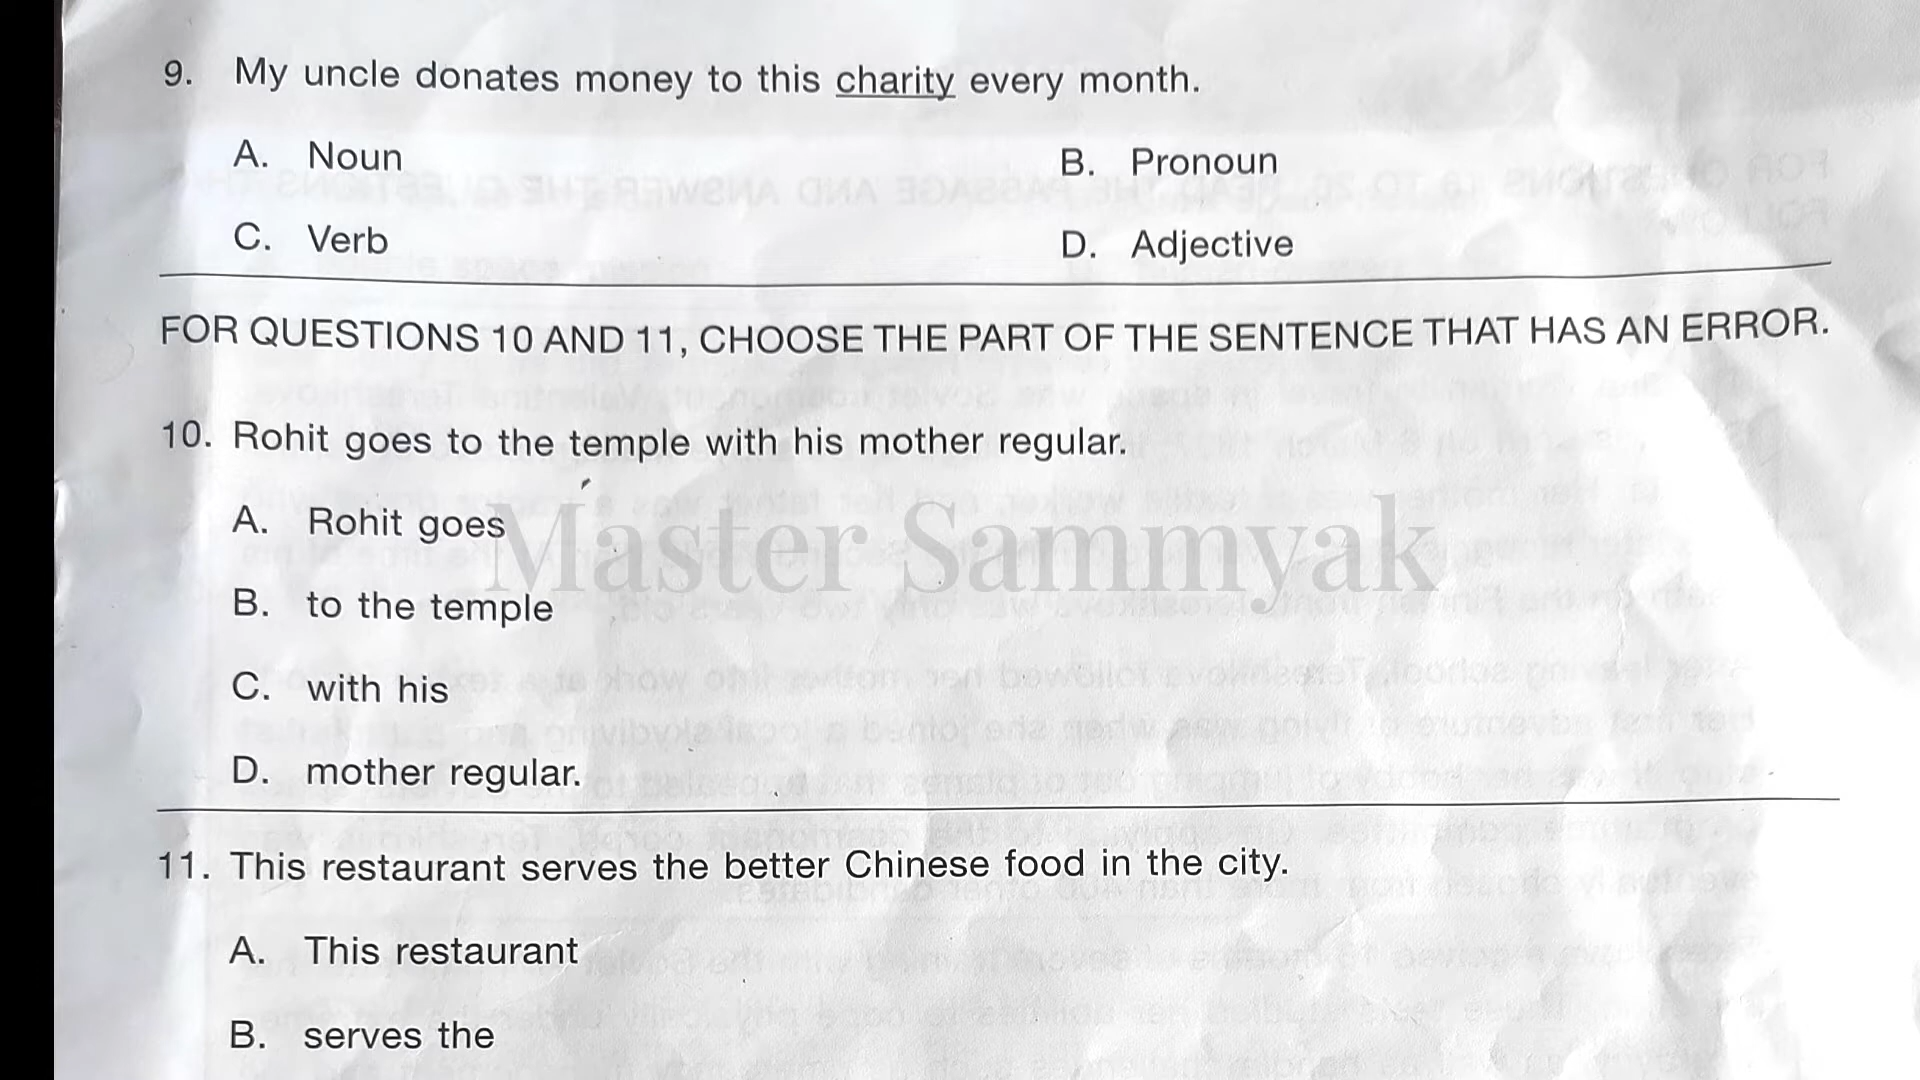 9. My uncle donates money to this charity every month.
A. Noun
B. Pronoun
C. Verb
D. Adjective
FOR QUESTIONS 10 AND 11, CHOOSE THE PART OF THE SENTENCE THAT HAS AN ERROR.
10. Rohit goes to the temple with his mother regular.
A. Rohit goes
Master Sammyak
B. to the temple
C. with his
D. mother regular.
11. This restaurant serves the better Chinese food in the city.
A. This restaurant
B. serves the